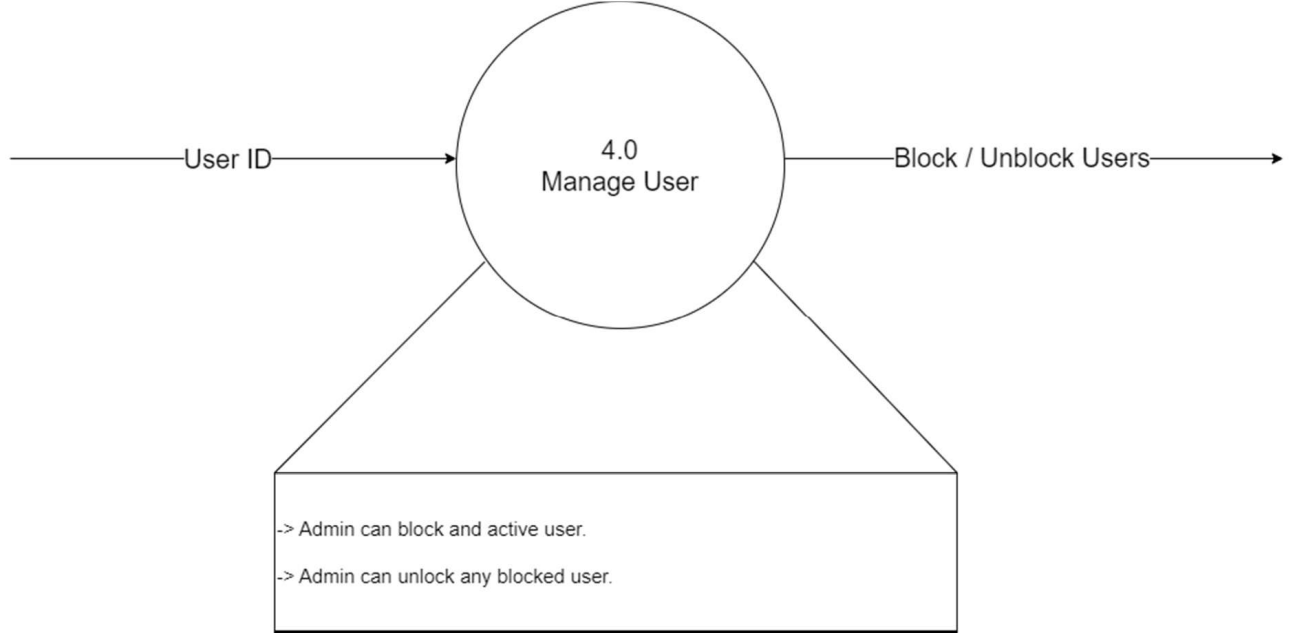 4.0
Manage User
User ID
Block / Unblock Users
-> Admin can block and active user.
-> Admin can unlock any blocked user.